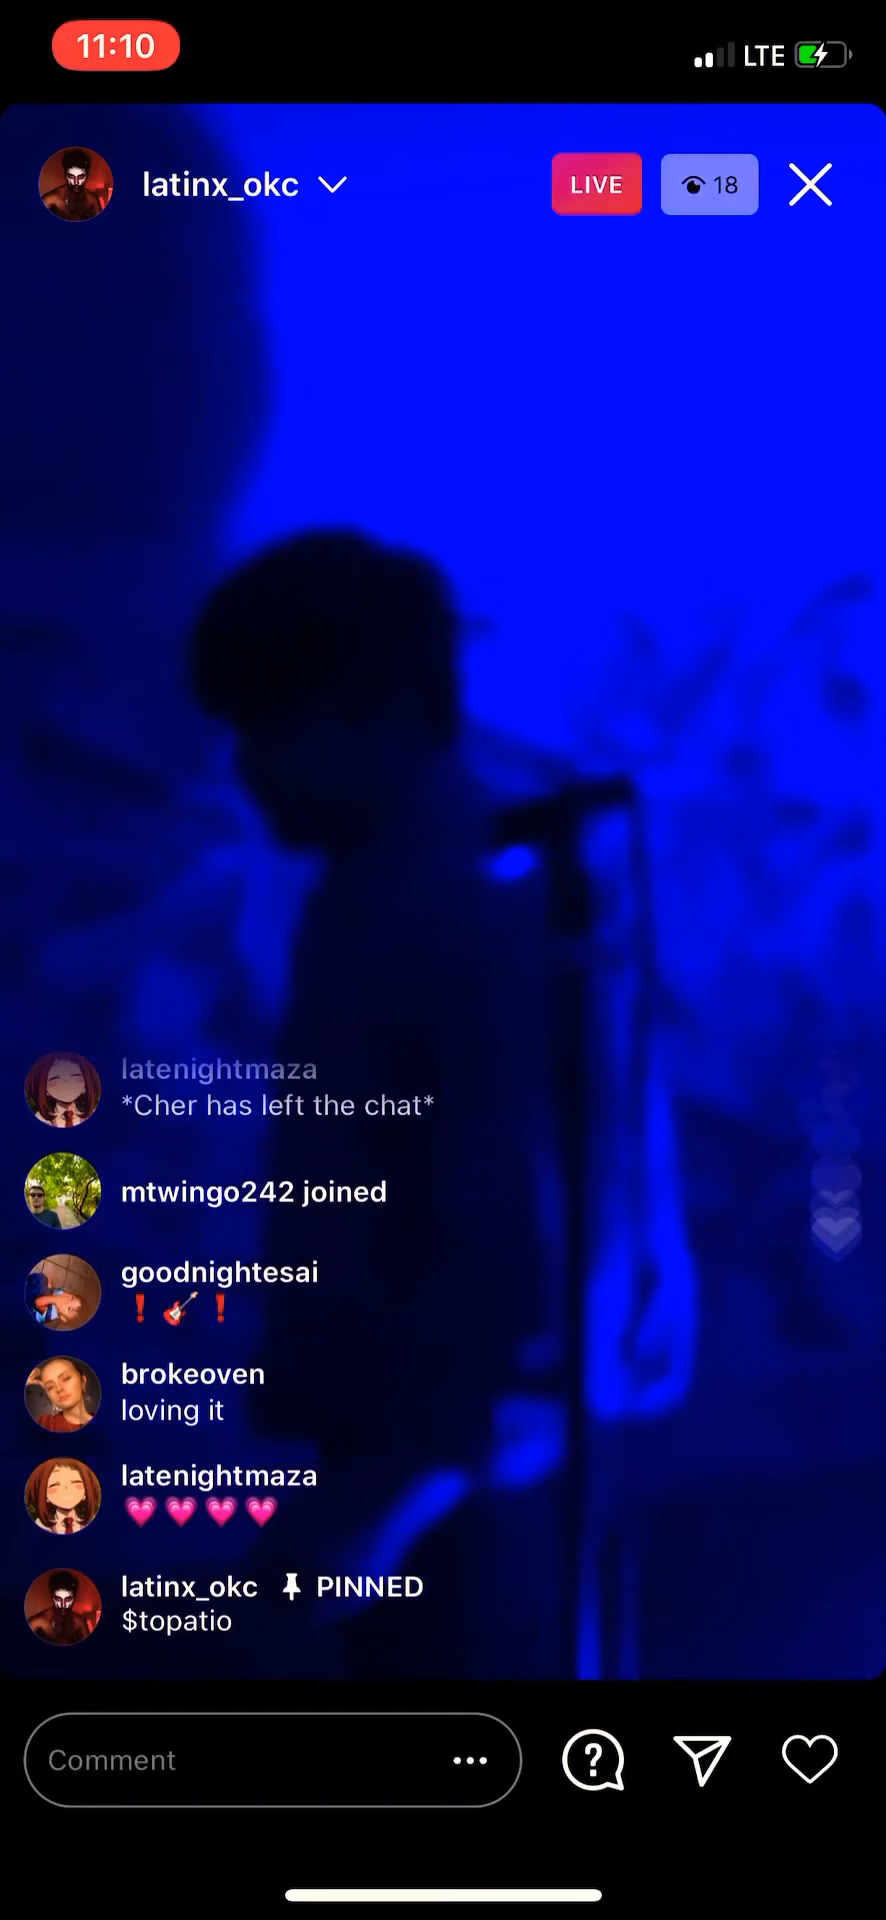 11:10
LTE
latinx_okc
LIVE
18
latenightmaza
*Cher has left the chat*
mtwingo242 joined
goodnightesai
❗🎸❗
brokeoven
loving it
latenightmaza
💗💗💗💗
latinx_okc PINNED
$topatio
Comment